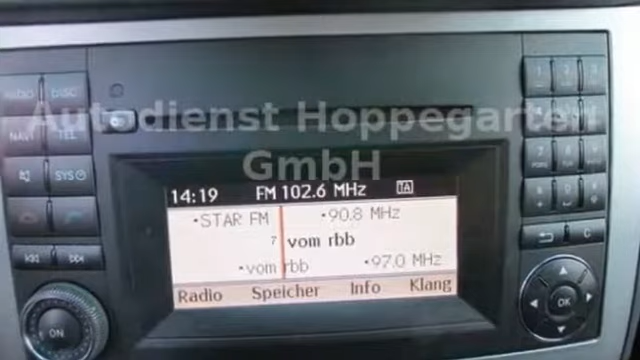 Autodienst Hoppegarten
GmbH
AUDIO DISC
NAVI TEL
SYS
ON
14:19 FM 102.6 MHz TA
•STAR FM •90.8 MHz
7 vom rbb
•vom rbb •97.0 MHz
Radio Speicher Info Klang
C
OK